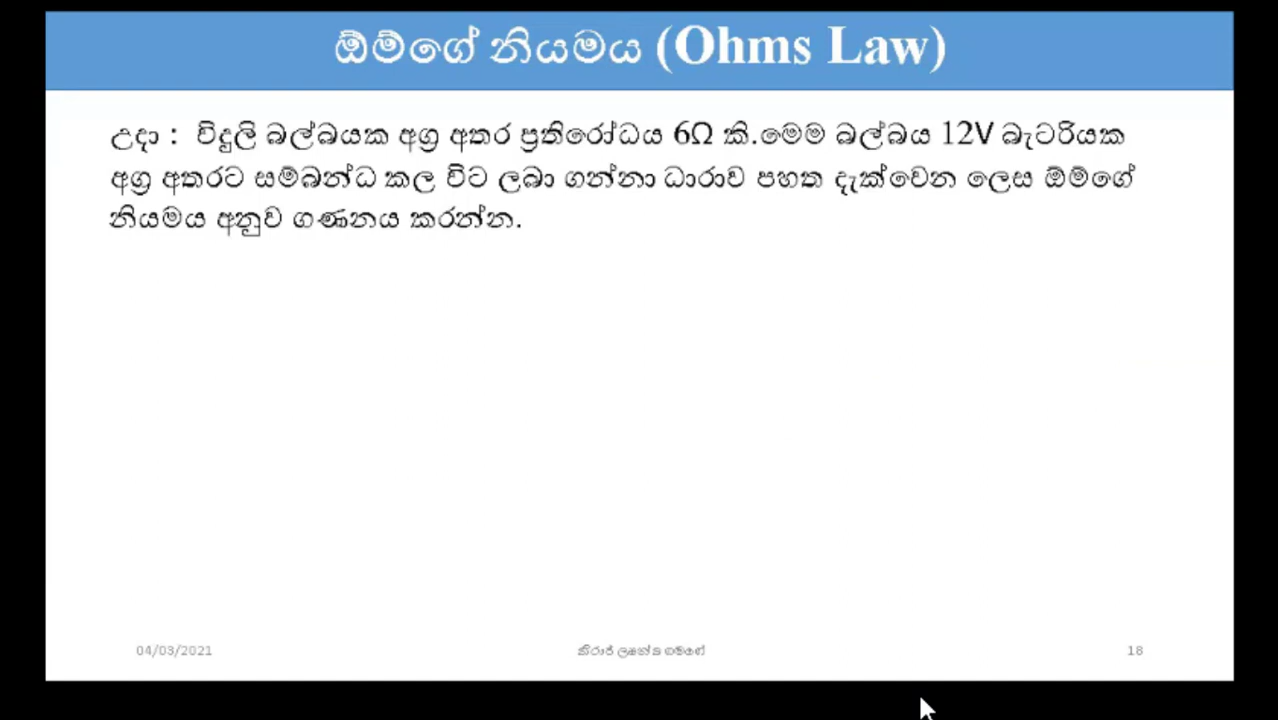 ඕම්ගේ නියමය (Ohms Law)
උදා : විදුලි බල්බයක අග්‍ර අතර ප්‍රතිරෝධය 6Ω කි.මෙම බල්බය 12V බැටරියක
අග්‍ර අතරට සම්බන්ධ කල විට ලබා ගන්නා ධාරාව පහත දැක්වෙන ලෙස ඕම්ගේ
නියමය අනුව ගණනය කරන්න.
04/03/2021
18